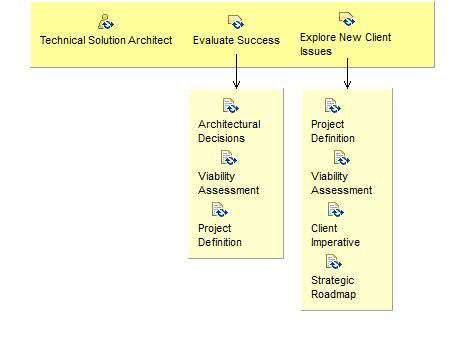 Technical Solution Architect
Evaluate Success
Explore New Client
Issues
Architectural
Decisions
Viability
Assessment
Project
Definition
Project
Definition
Viability
Assessment
Client
Imperative
Strategic
Roadmap